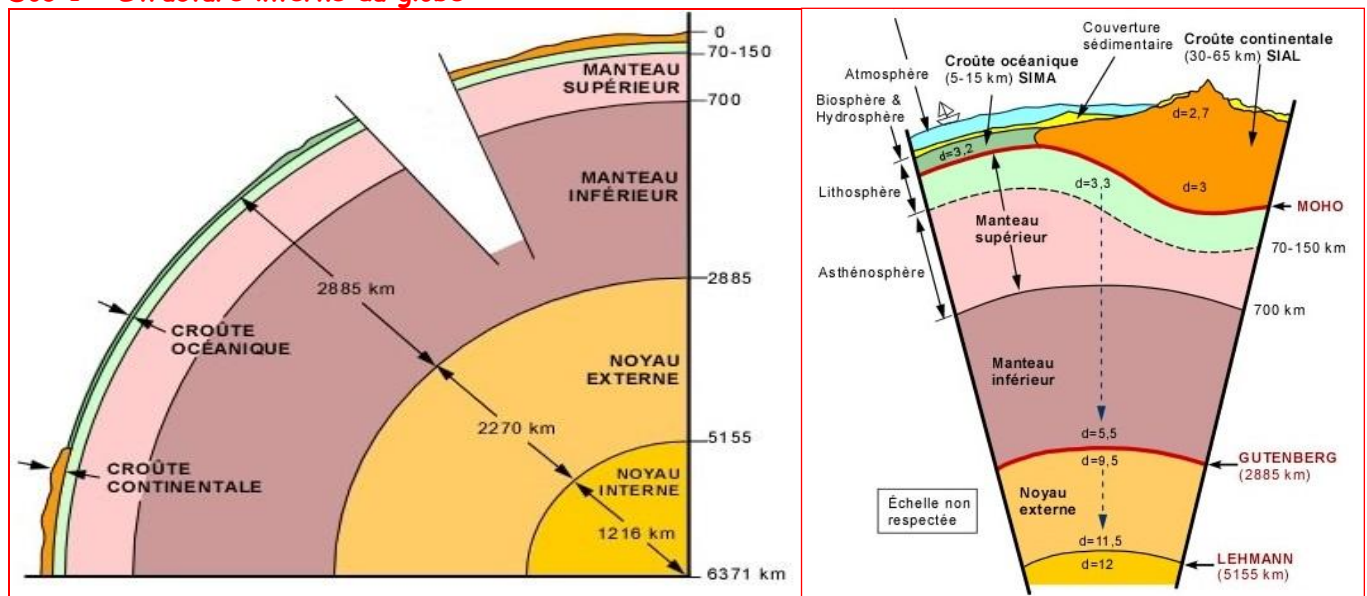 Structure interne du globe
0
70-150
MANTEAU
SUPÉRIEUR
700
MANTEAU
INFÉRIEUR
2885
2885 km
CROÛTE
OCÉANIQUE
NOYAU
EXTERNE
2270 km
5155
CROÛTE
CONTINENTALE
NOYAU
INTERNE
1216 km
6371 km
Couverture
sédimentaire
Croûte continentale
(30-65 km) SIAL
Croûte océanique
(5-15 km) SIMA
Atmosphère
Biosphère &
Hydrosphère
d=2,7
d=3,2
Lithosphère
d=3,3
d=3
MOHO
Manteau
supérieur
70-150 km
Asthénosphère
700 km
Manteau
inférieur
d=5,5
d=9,5
GUTENBERG
(2885 km)
Noyau
externe
Échelle non
respectée
d=11,5
d=12
LEHMANN
(5155 km)